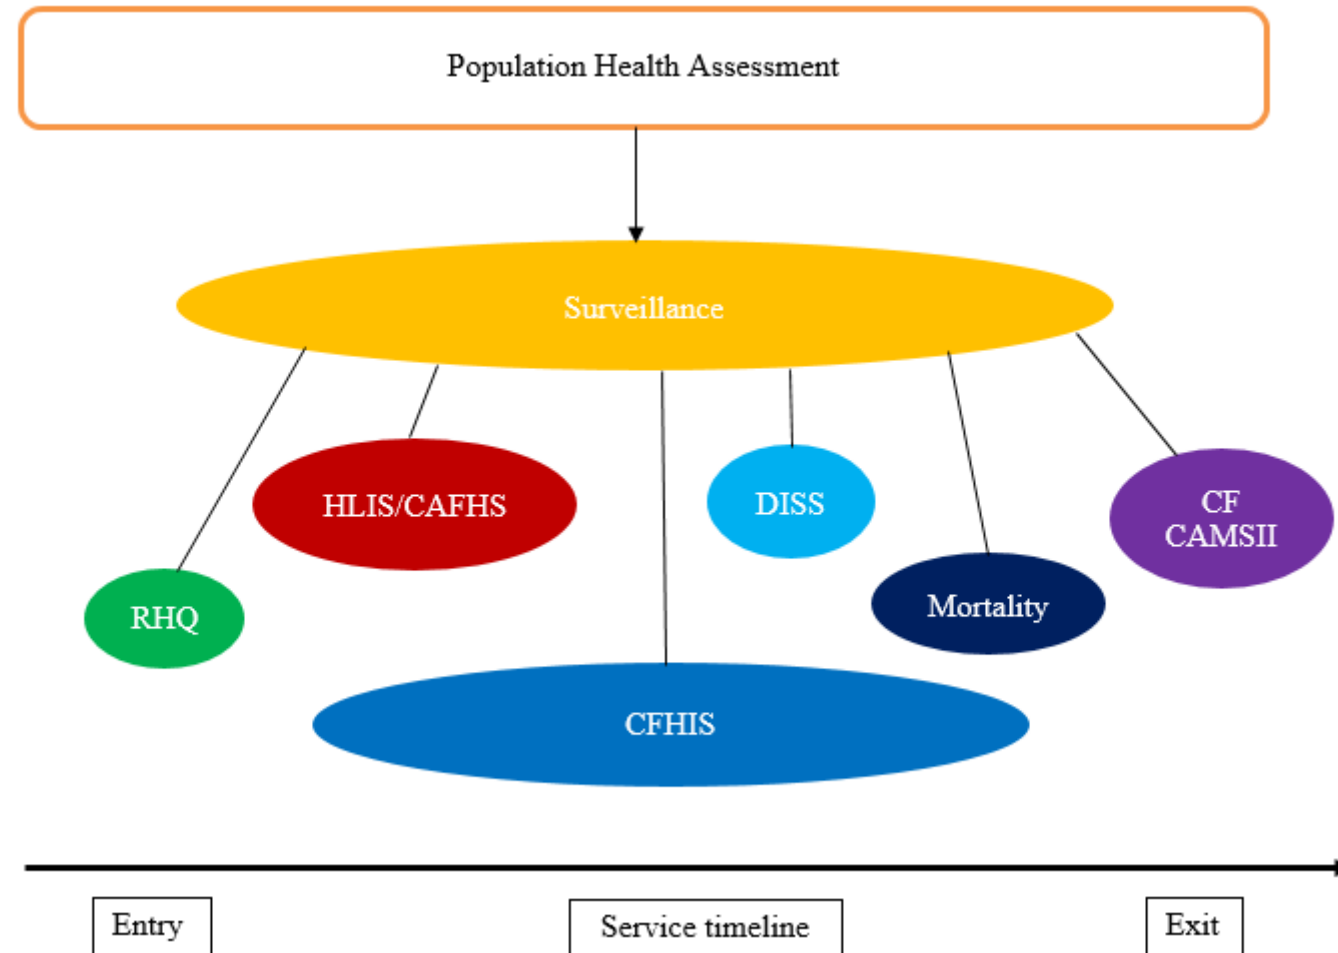 Population Health Assessment
Surveillance
HLIS/CAFHS
DISS
CF
CAMSII
RHQ
Mortality
CFHIS
Entry
Service timeline
Exit